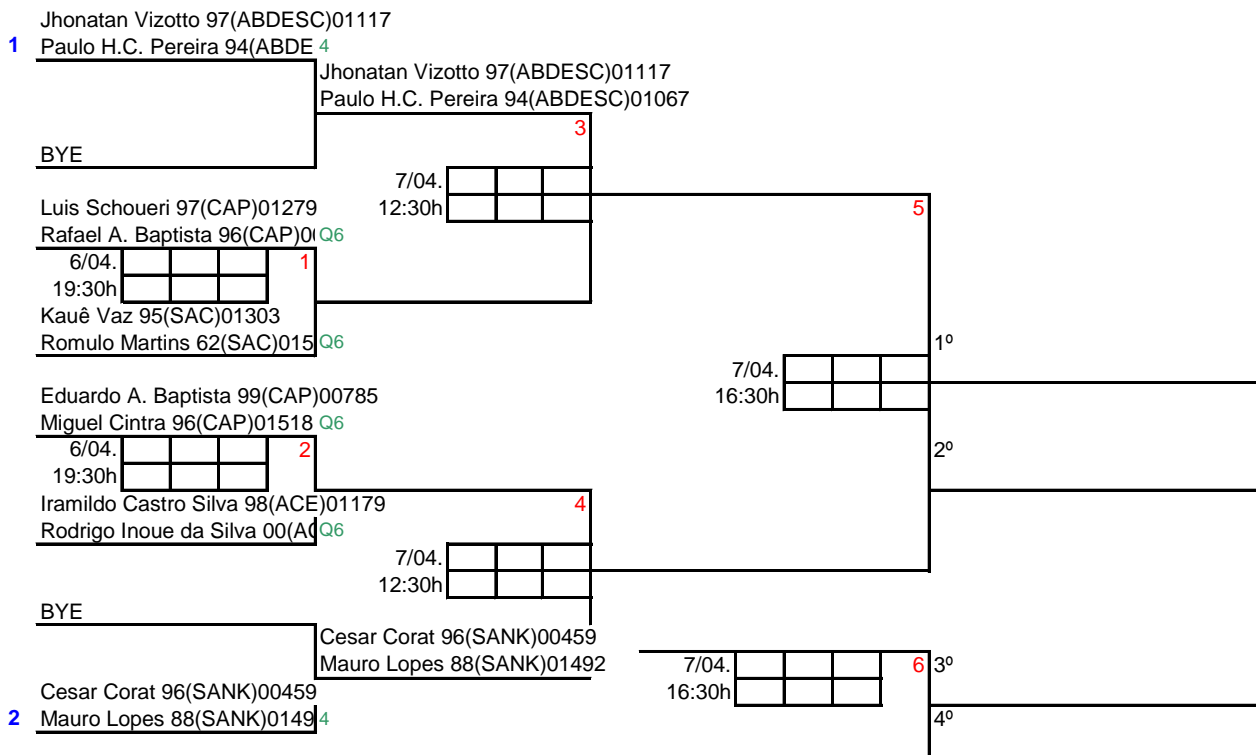 Jhonatan Vizotto 97(ABDESC)01117
1 Paulo H.C. Pereira 94(ABDE 4
Jhonatan Vizotto 97(ABDESC)01117
Paulo H.C. Pereira 94(ABDESC)01067
3
BYE
7/04.
12:30h
Luis Schoueri 97(CAP)01279
5
Rafael A. Baptista 96(CAP)0 Q6
6/04. 1
19:30h
Kauê Vaz 95(SAC)01303
Romulo Martins 62(SAC)015 Q6
1º
7/04.
16:30h
Eduardo A. Baptista 99(CAP)00785
Miguel Cintra 96(CAP)01518 Q6
6/04. 2
2º
19:30h
Iramildo Castro Silva 98(ACE)01179
4
Rodrigo Inoue da Silva 00(AC Q6
7/04.
12:30h
BYE
Cesar Corat 96(SANK)00459
Mauro Lopes 88(SANK)01492
7/04. 6 3º
16:30h
Cesar Corat 96(SANK)00459
2 Mauro Lopes 88(SANK)0149 4
4º